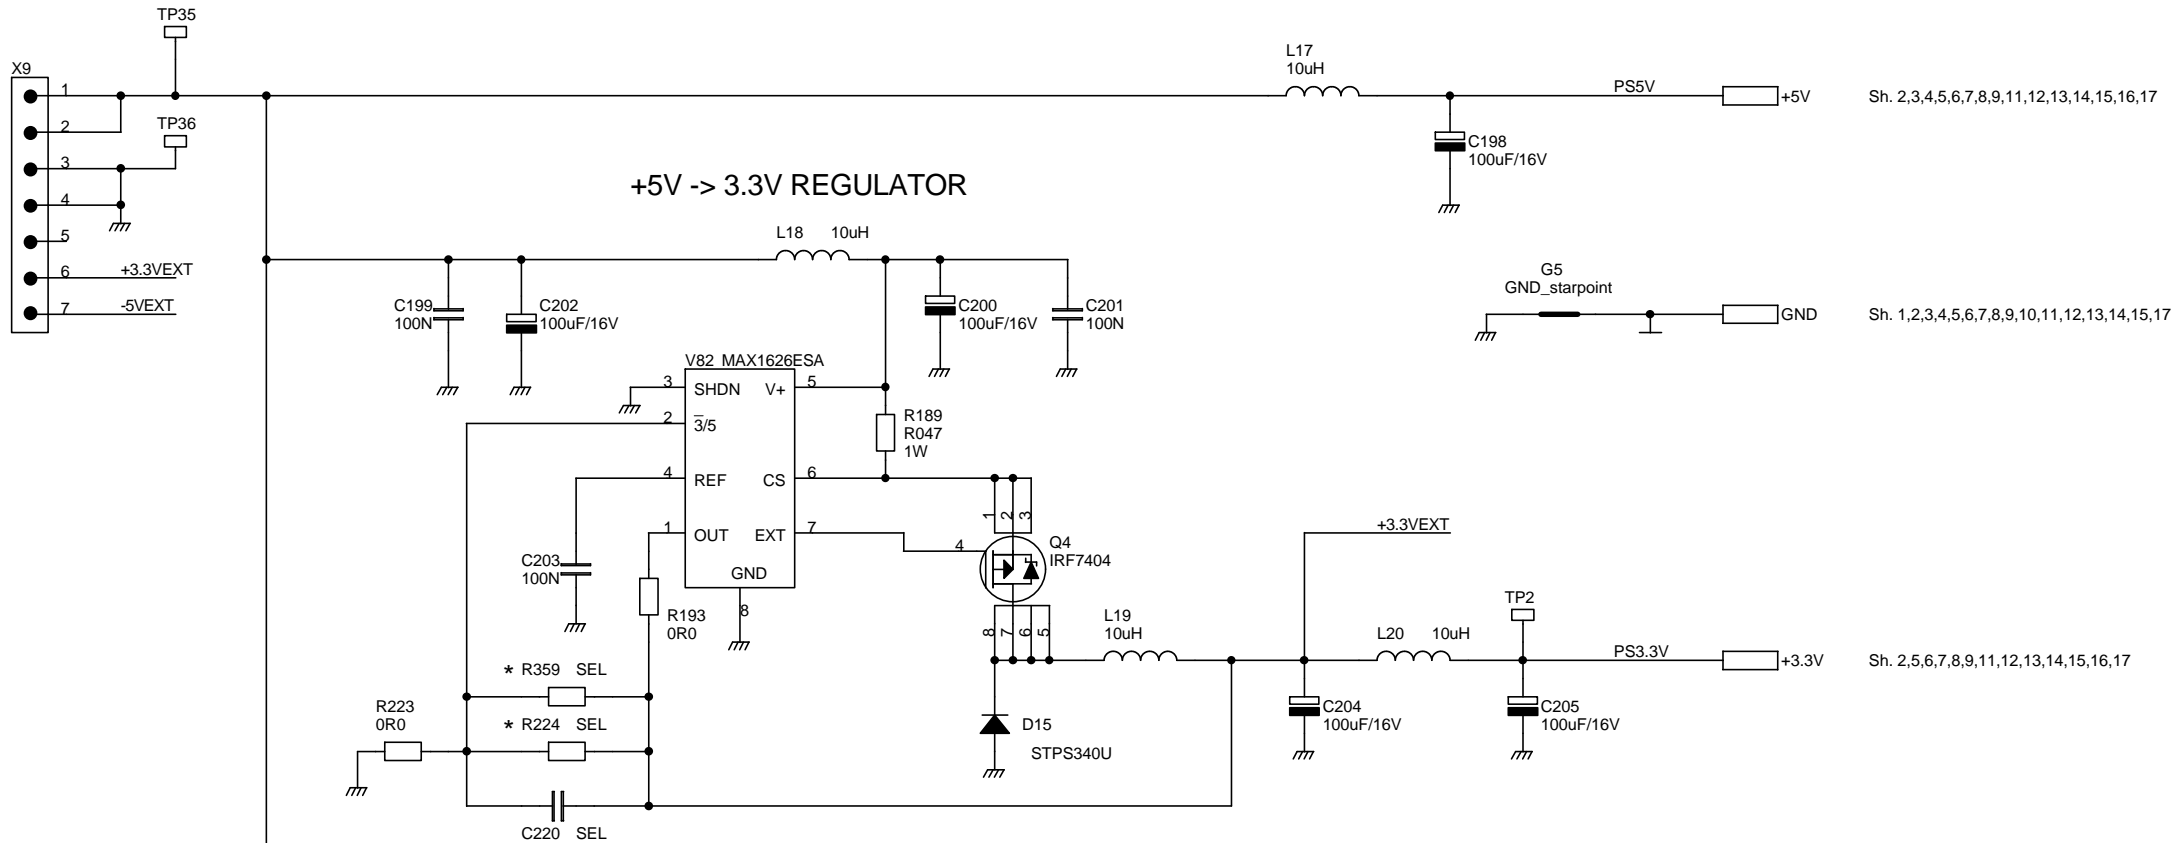 TP35
X9
1
2
3
4
5
6
7
TP36
+3.3VEXT
-5VEXT
L17
10uH
PS5V
+5V
Sh. 2,3,4,5,6,7,8,9,11,12,13,14,15,16,17
C198
100uF/16V
+5V -> 3.3V REGULATOR
L18 10uH
C199
100N
C202
100uF/16V
C200
100uF/16V
C201
100N
G5
GND_starpoint
GND
Sh. 1,2,3,4,5,6,7,8,9,10,11,12,13,14,15,17
V82 MAX1626ESA
3 SHDN V+ 5
2 3̅/5
4 REF CS 6
1 OUT EXT 7
GND
8
R189
R047
1W
C203
100N
R193
0R0
1
2
3
4
Q4
IRF7404
8
7
6
5
+3.3VEXT
L19
10uH
TP2
L20 10uH
PS3.3V
+3.3V
Sh. 2,5,6,7,8,9,11,12,13,14,15,16,17
* R359 SEL
R223
0R0
* R224 SEL
C220 SEL
D15
STPS340U
C204
100uF/16V
C205
100uF/16V